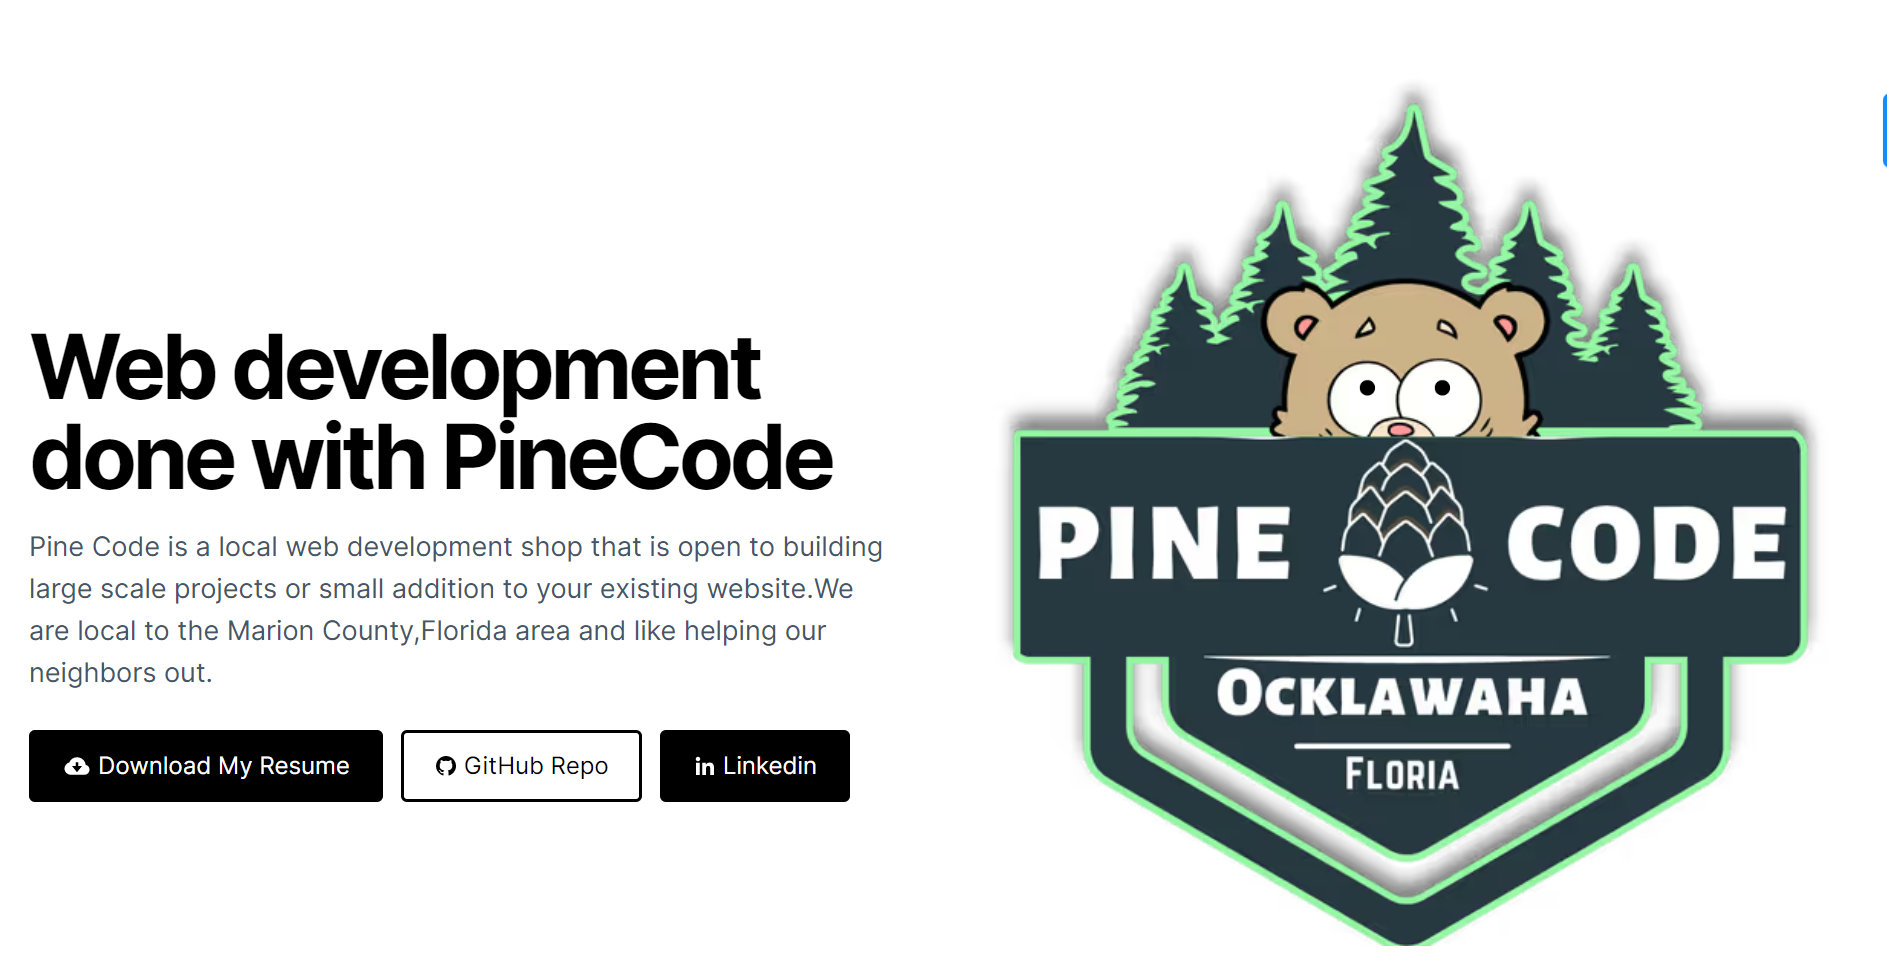 Web development
done with PineCode
Pine Code is a local web development shop that is open to building
large scale projects or small addition to your existing website.We
are local to the Marion County,Florida area and like helping our
neighbors out.
Download My Resume
GitHub Repo
in Linkedin
PINE CODE
OCKLAWAHA
FLORIA